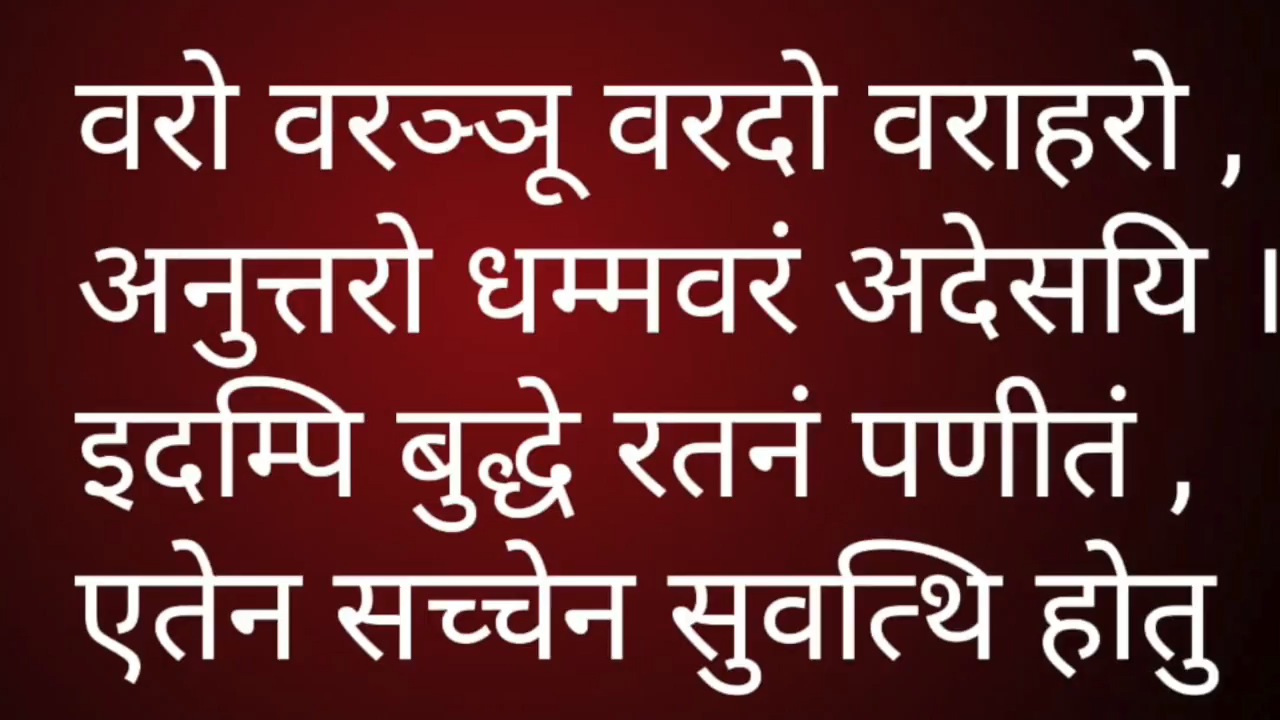 वरो वरञ्ञू वरदो वराहरो ,
अनुत्तरो धम्मवरं अदेसयि ।
इदम्पि बुद्धे रतनं पणीतं ,
एतेन सच्चेन सुवत्थि होतु